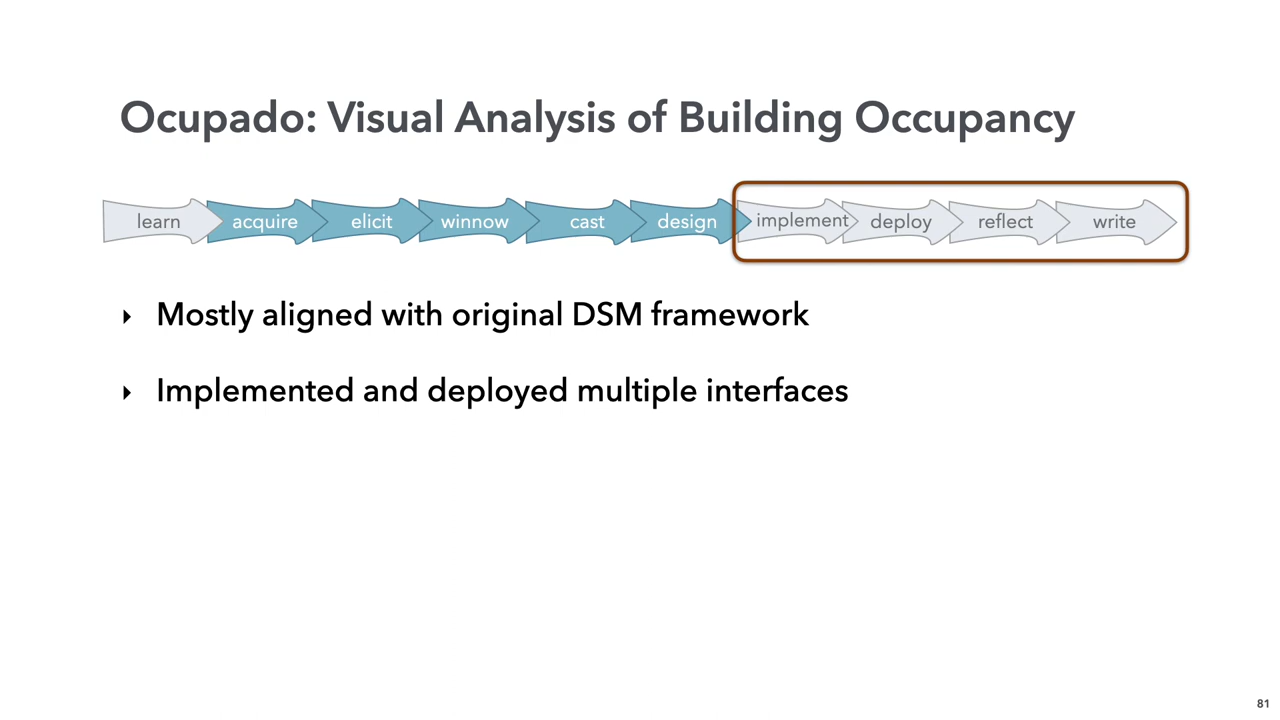 Ocupado: Visual Analysis of Building Occupancy
learn acquire elicit winnow cast design implement deploy reflect write
‣ Mostly aligned with original DSM framework
‣ Implemented and deployed multiple interfaces
81